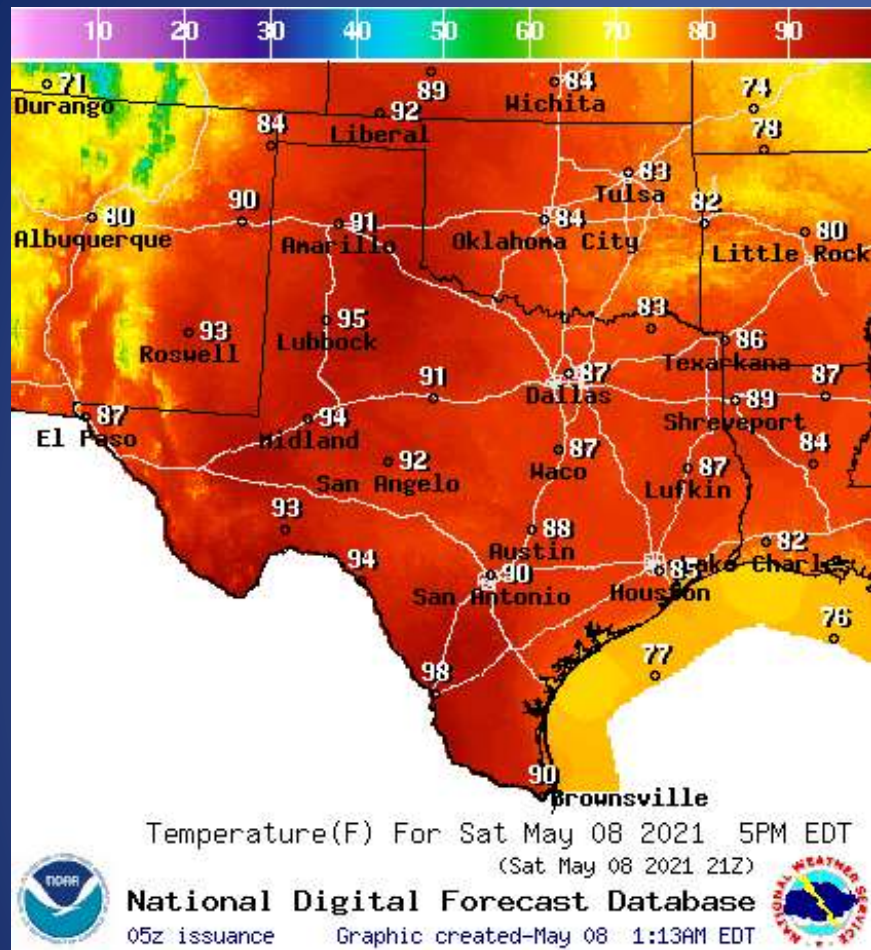 10 20 30 40 50 60 70 80 90
71
Durango
89
84
Wichita
74
92
Liberal
84
78
83
Tulsa
80
Albuquerque
90
91
Amarillo
84
Oklahoma City
82
80
Little Rock
93
Roswell
95
Lubbock
83
86
Texarkana
91
87
Dallas
89
Shreveport
87
87
El Paso
94
Midland
92
San Angelo
87
Waco
87
Lufkin
84
93
88
Austin
82
Lake Charle
94
90
San Antonio
85
Houston
76
77
98
90
Brownsville
Temperature(F) For Sat May 08 2021 5PM EDT
(Sat May 08 2021 21Z)
National Digital Forecast Database
05z issuance Graphic created-May 08 1:13AM EDT
NOAA
NATIONAL WEATHER SERVICE